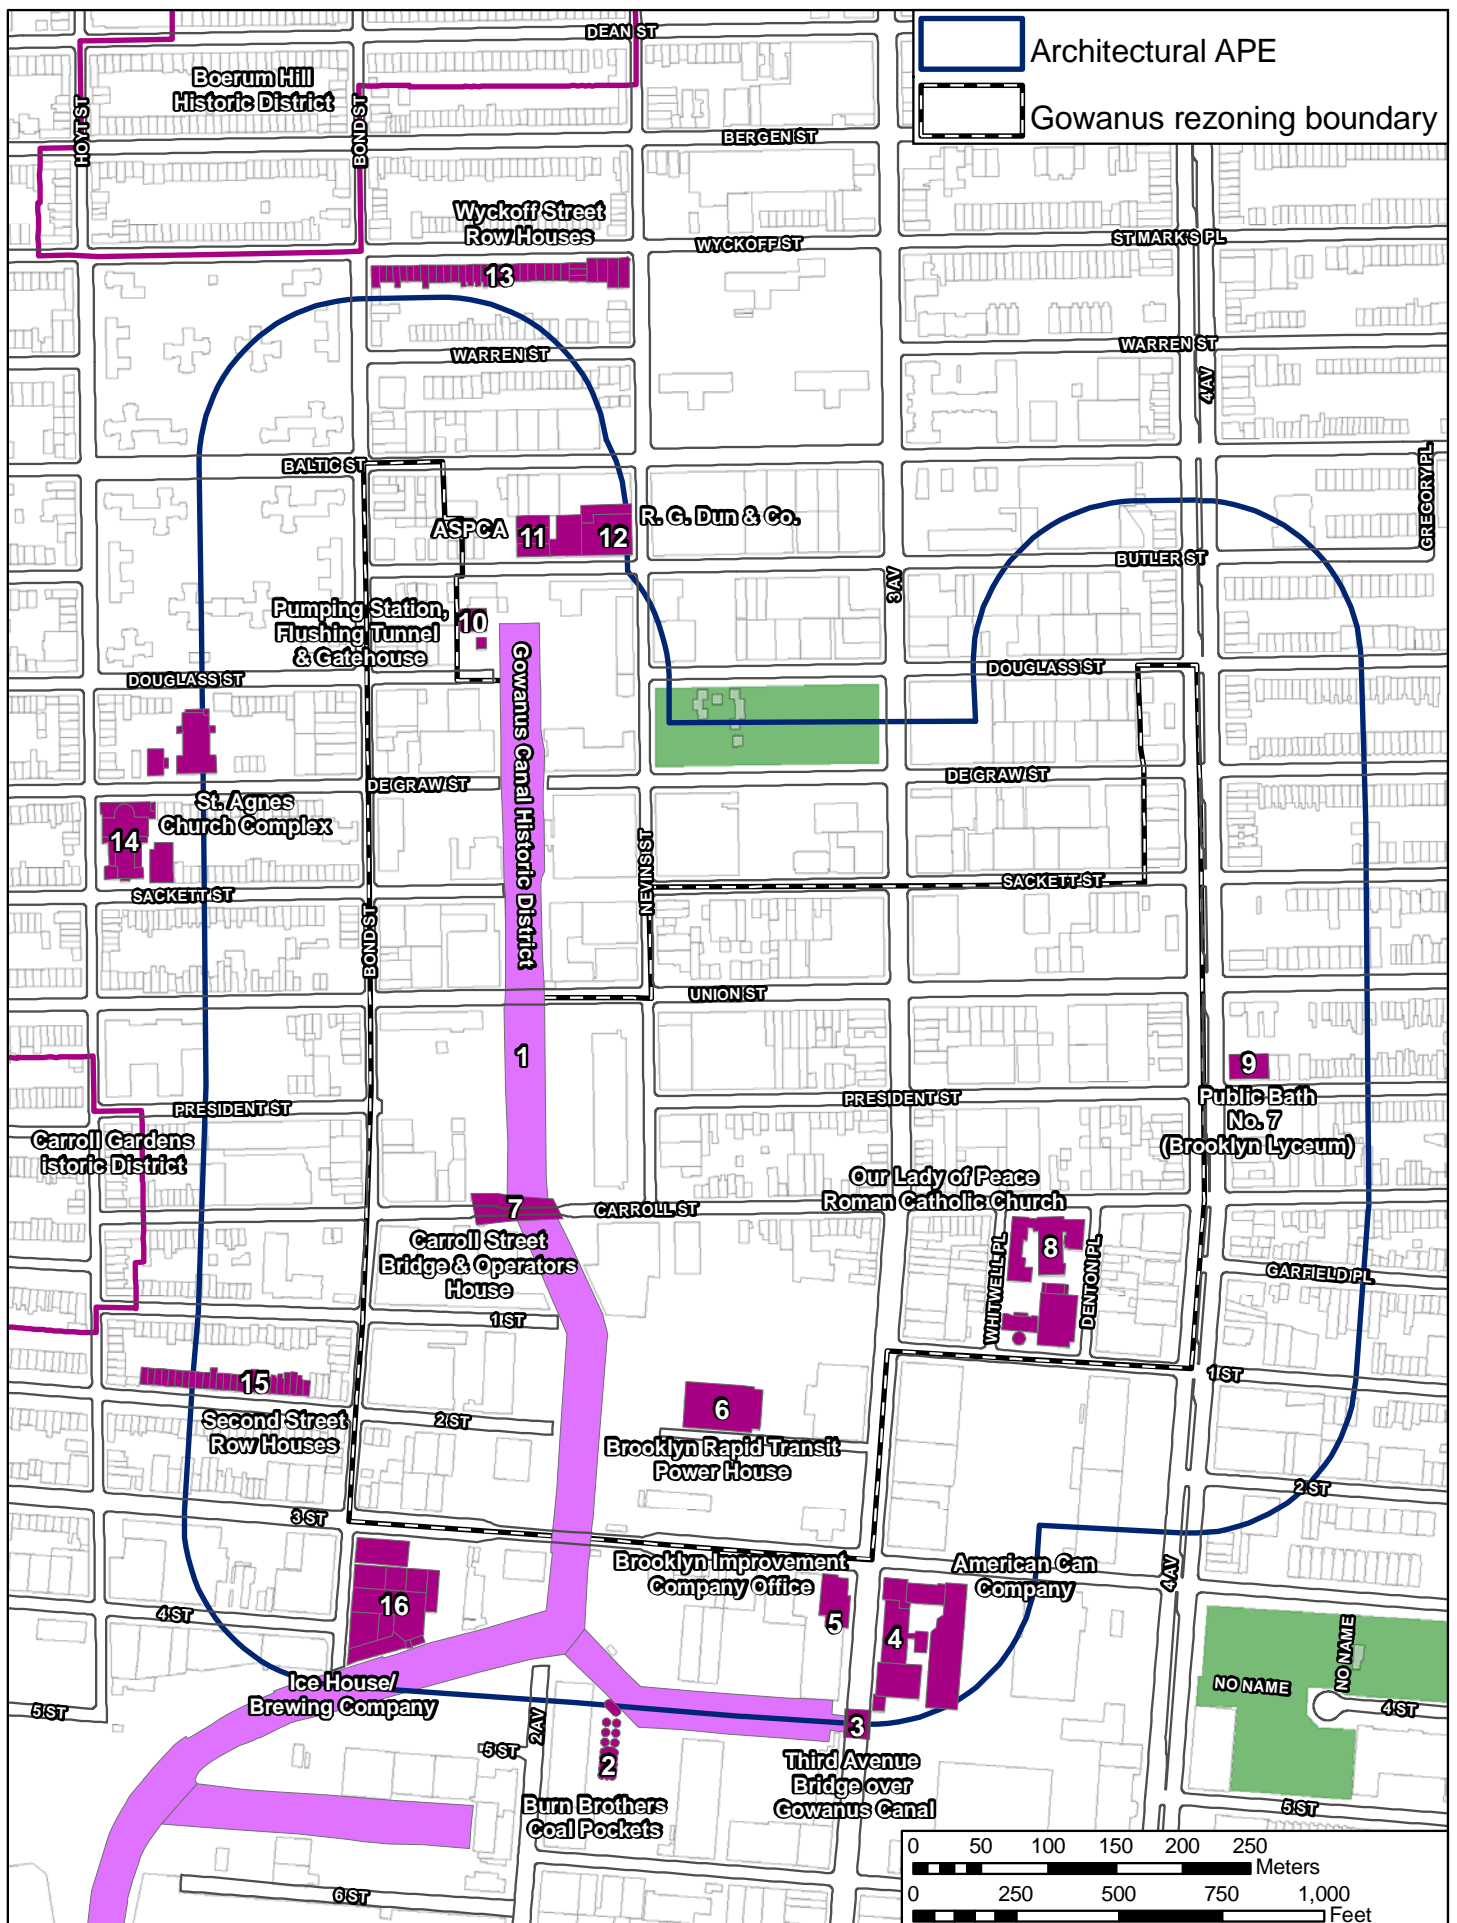 DEAN ST
Architectural APE
Gowanus rezoning boundary
Boerum Hill
Historic District
HOYT ST
BOND ST
BERGEN ST
Wyckoff Street
Row Houses
WYCKOFF ST
ST MARK'S PL
13
WARREN ST
WARREN ST
4 AV
BALTIC ST
GREGORY PL
ASPCA
11
12
R. G. Dun & Co.
BUTLER ST
3 AV
Pumping Station,
Flushing Tunnel
& Gatehouse
10
Gowanus Canal Historic District
DOUGLASS ST
DOUGLASS ST
DE GRAW ST
DE GRAW ST
St. Agnes
Church Complex
14
NEVINS ST
SACKETT ST
SACKETT ST
BOND ST
UNION ST
1
9
Public Bath
No. 7
(Brooklyn Lyceum)
PRESIDENT ST
PRESIDENT ST
Carroll Gardens
istoric District
Our Lady of Peace
Roman Catholic Church
7
CARROLL ST
Carroll Street
Bridge & Operators
House
8
WHITWELL PL
DENTON PL
GARFIELD PL
1 ST
1 ST
15
Second Street
Row Houses
2 ST
6
Brooklyn Rapid Transit
Power House
2 ST
3 ST
Brooklyn Improvement
Company Office
American Can
Company
4 AV
16
5
4
4 ST
NO NAME
NO NAME
4 ST
Ice House/
Brewing Company
5 ST
2 AV
5 ST
3
2
Third Avenue
Bridge over
Gowanus Canal
Burn Brothers
Coal Pockets
5 ST
6 ST
0 50 100 150 200 250
Meters
0 250 500 750 1,000
Feet